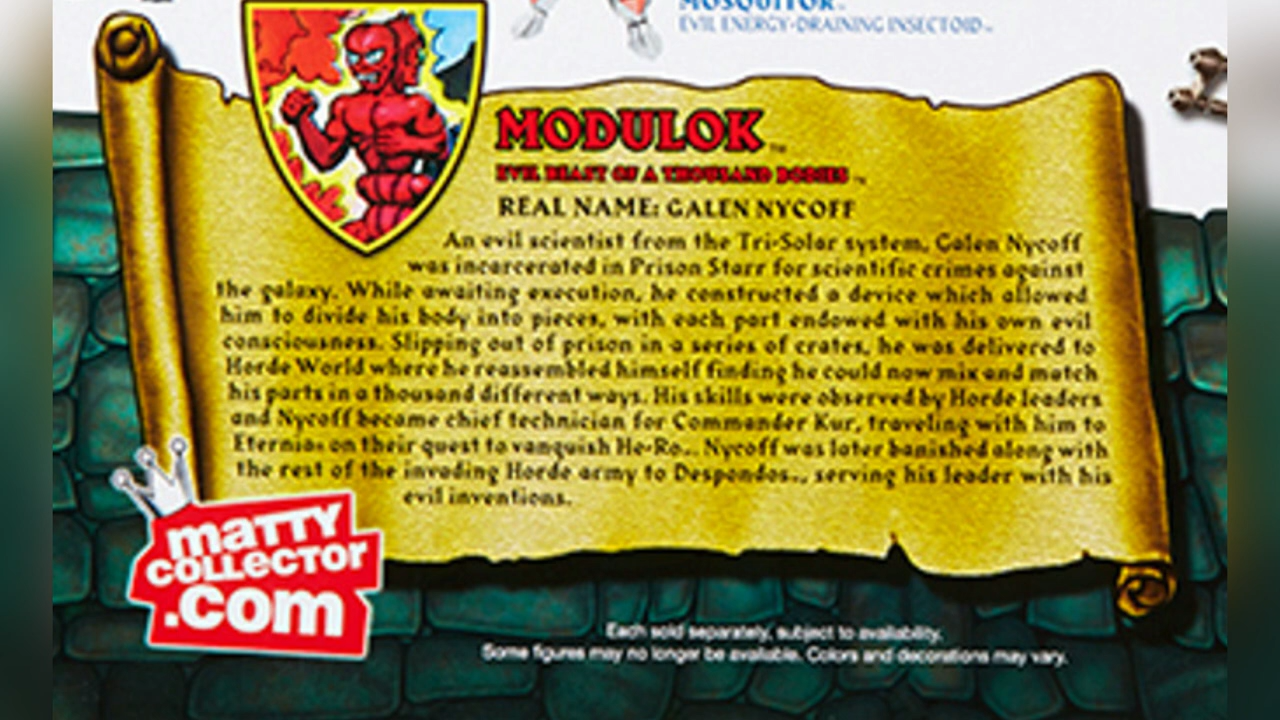 MOSQUITOR™
EVIL ENERGY-DRAINING INSECTOID™
MODULOK™
EVIL BEAST OF A THOUSAND BODIES™
REAL NAME: GALEN NYCOFF
An evil scientist from the Tri-Solar system, Galen Nycoff
was incarcerated in Prison Starr for scientific crimes against
the galaxy. While awaiting execution, he constructed a device which allowed
him to divide his body into pieces, with each part endowed with his own evil
consciousness. Slipping out of prison in a series of crates, he was delivered to
Horde World where he reassembled himself finding he could now mix and match
his parts in a thousand different ways. His skills were observed by Horde leaders
and Nycoff became chief technician for Commander Kur, traveling with him to
Eternia® on their quest to vanquish He-Ro™. Nycoff was later banished along with
the rest of the invading Horde army to Despondos™, serving his leader with his
evil inventions.
matty
collector
.com
Each sold separately, subject to availability.
Some figures may no longer be available. Colors and decorations may vary.